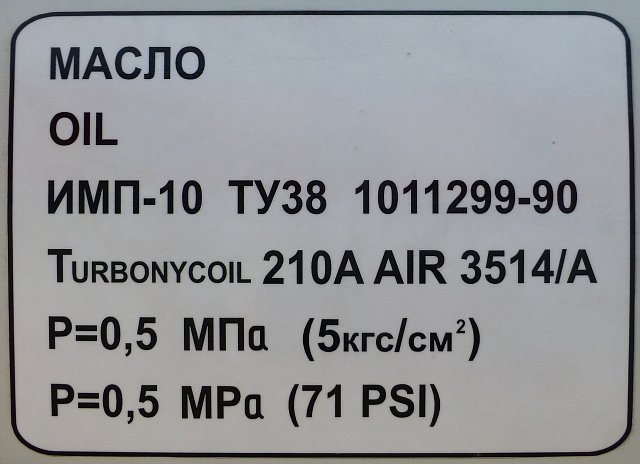 МАСЛО
OIL
ИМП-10 ТУ38 1011299-90
TURBONYCOIL 210A AIR 3514/A
Р=0,5 МПа (5кгс/см²)
P=0,5 MPa (71 PSI)